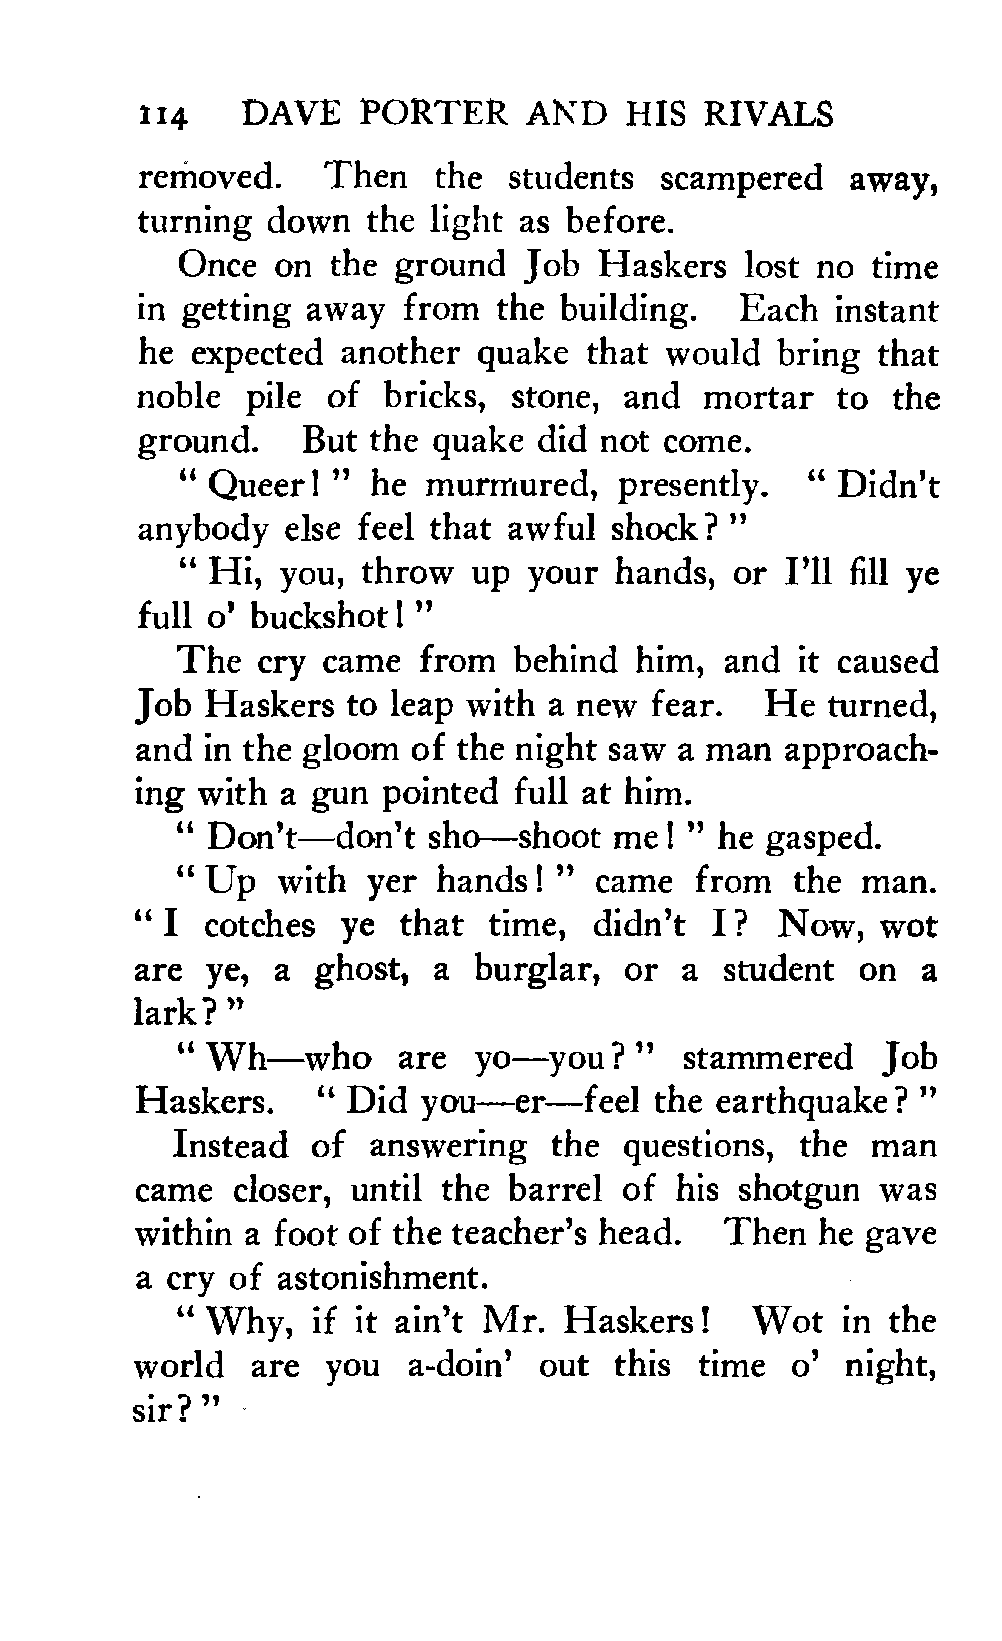 114 DAVE PORTER AND HIS RIVALS
removed. Then the students scampered away,
turning down the light as before.
Once on the ground Job Haskers lost no time
in getting away from the building. Each instant
he expected another quake that would bring that
noble pile of bricks, stone, and mortar to the
ground. But the quake did not come.
" Queer! " he murmured, presently. " Didn't
anybody else feel that awful shock? "
" Hi, you, throw up your hands, or I'll fill ye
full o' buckshot! "
The cry came from behind him, and it caused
Job Haskers to leap with a new fear. He turned,
and in the gloom of the night saw a man approach-
ing with a gun pointed full at him.
" Don't—don't sho—shoot me! " he gasped.
" Up with yer hands! " came from the man.
" I cotches ye that time, didn't I? Now, wot
are ye, a ghost, a burglar, or a student on a
lark? "
" Wh—who are yo—you? " stammered Job
Haskers. " Did you—er—feel the earthquake? "
Instead of answering the questions, the man
came closer, until the barrel of his shotgun was
within a foot of the teacher's head. Then he gave
a cry of astonishment.
" Why, if it ain't Mr. Haskers! Wot in the
world are you a-doin' out this time o' night,
sir? "